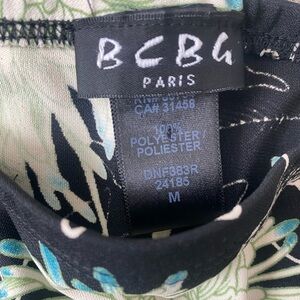 BCBG
PARIS
CA# 31458
100%
POLYESTER /
POLIESTER
DNF383R
24185
M